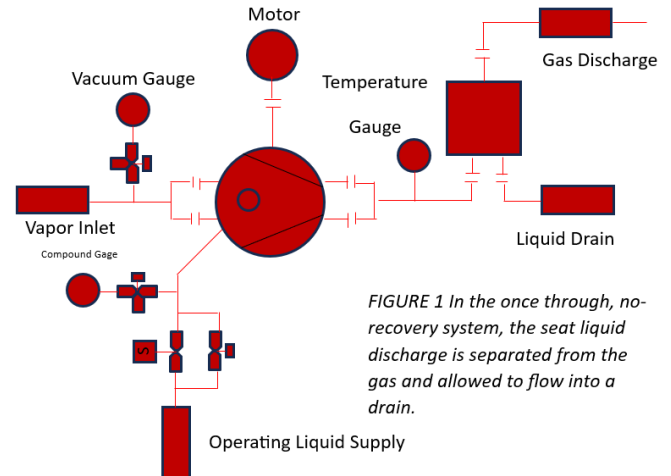 Motor
Vacuum Gauge
Temperature
Gauge
Gas Discharge
Vapor Inlet
Compound Gage
Liquid Drain
S
Operating Liquid Supply
FIGURE 1 In the once through, no-
recovery system, the seat liquid
discharge is separated from the
gas and allowed to flow into a
drain.